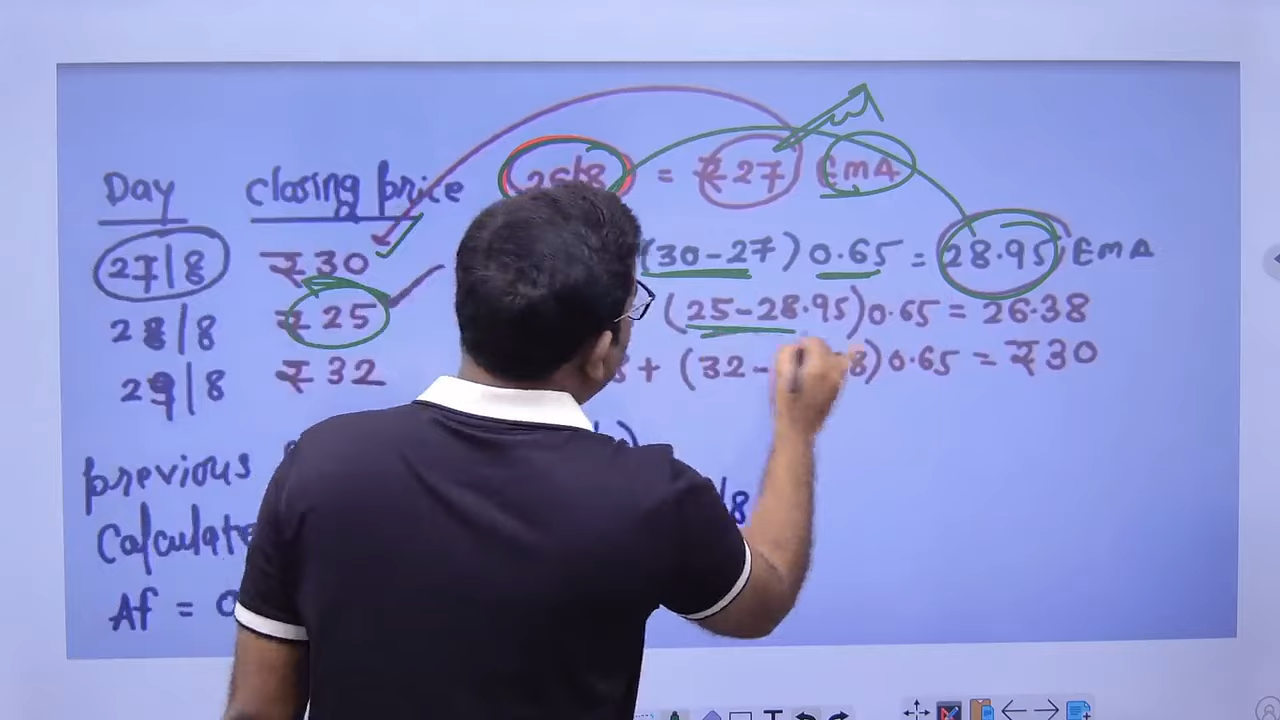 Day closing price 26/8 = ₹27 EMA
27/8 ₹30 (30-27) 0.65 = 28.95 EMA
28/8 ₹25 (25-28.95)0.65 = 26.38
29/8 ₹32 8 + (32- 8)0.65 = ₹30
previous
Calculate /8
Af = 0